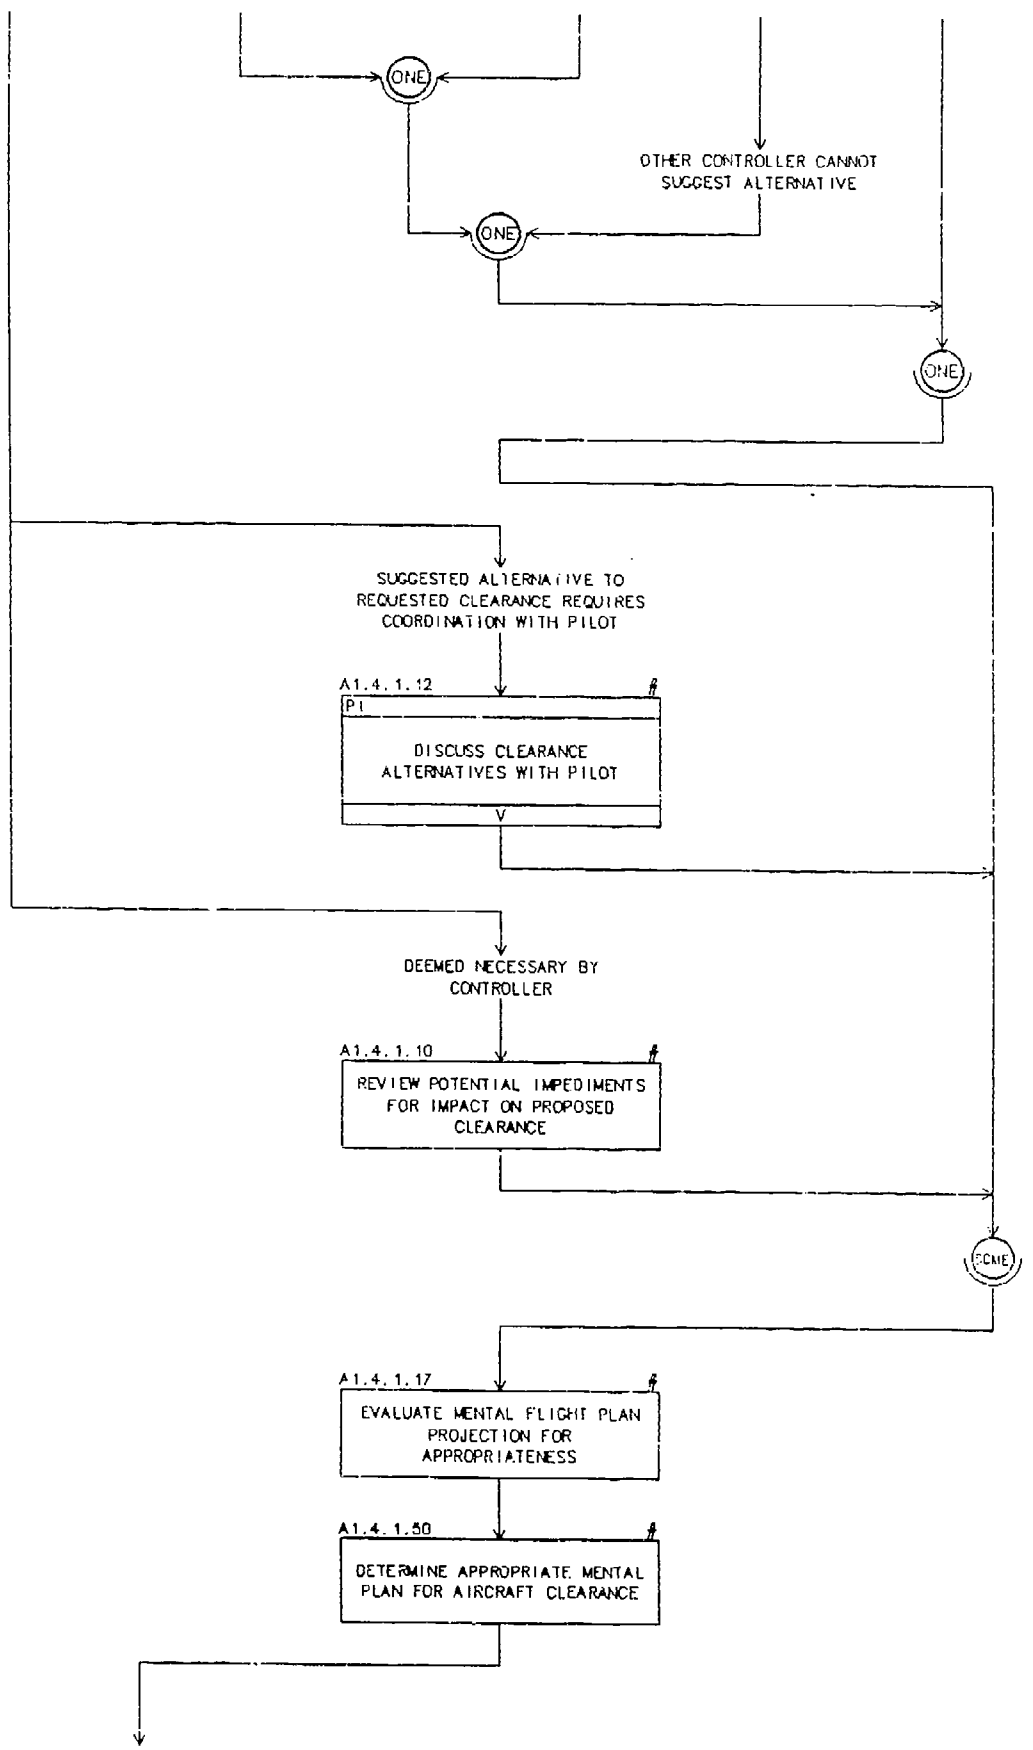 ONE
OTHER CONTROLLER CANNOT
SUGGEST ALTERNATIVE
ONE
ONE
SUGGESTED ALTERNATIVE TO
REQUESTED CLEARANCE REQUIRES
COORDINATION WITH PILOT
A1.4.1.12 #
P1
DISCUSS CLEARANCE
ALTERNATIVES WITH PILOT
V
DEEMED NECESSARY BY
CONTROLLER
A1.4.1.10 #
REVIEW POTENTIAL IMPEDIMENTS
FOR IMPACT ON PROPOSED
CLEARANCE
SOME
A1.4.1.17 #
EVALUATE MENTAL FLIGHT PLAN
PROJECTION FOR
APPROPRIATENESS
A1.4.1.50 #
DETERMINE APPROPRIATE MENTAL
PLAN FOR AIRCRAFT CLEARANCE